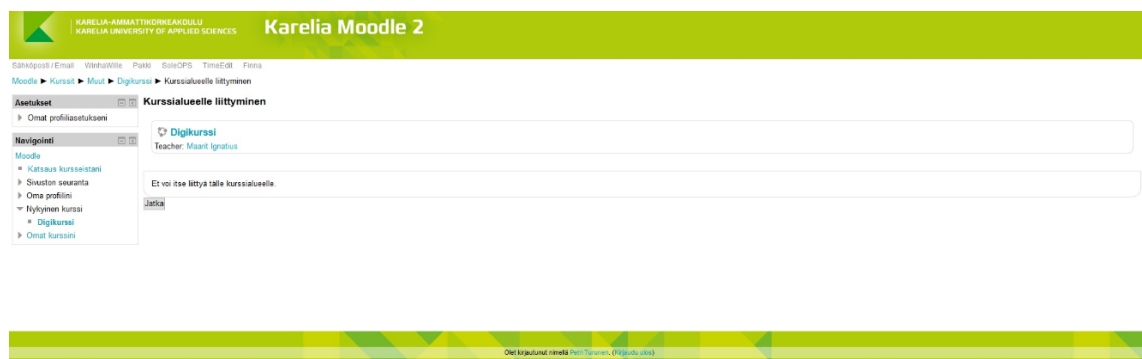 KARELIA-AMMATTIKORKEAKOULU
KARELIA UNIVERSITY OF APPLIED SCIENCES
Karelia Moodle 2
Sähköposti / Email WinhaWille Pakki SoleOPS TimeEdit Finna
Moodle ► Kurssit ► Muut ► Digikurssi ► Kurssialueelle liittyminen
Asetukset
Omat profiiliasetukseni
Navigointi
Moodle
Katsaus kursseistani
Sivuston seuranta
Oma profiilini
Nykyinen kurssi
Digikurssi
Omat kurssini
Kurssialueelle liittyminen
Digikurssi
Teacher: Maarit Ignatius
Et voi itse liittyä tälle kurssialueelle.
Jatka
Olet kirjautunut nimellä Petri Turunen. (Kirjaudu ulos)